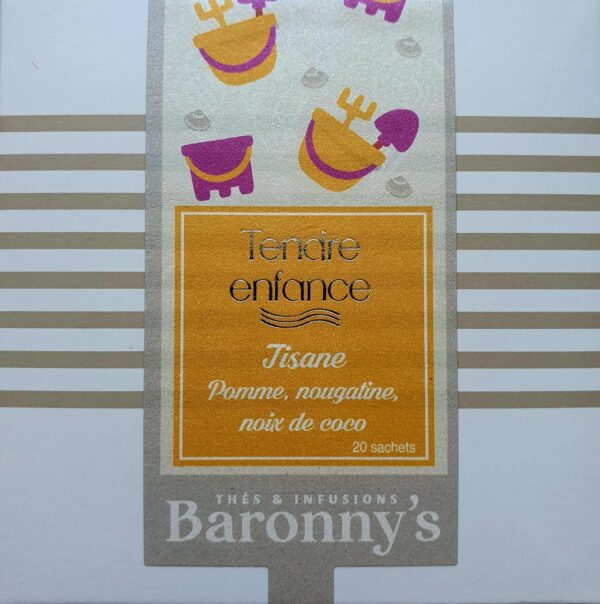 Tendre
enfance
Tisane
Pomme, nougatine,
noix de coco
20 sachets
THÉS & INFUSIONS
Baronny's